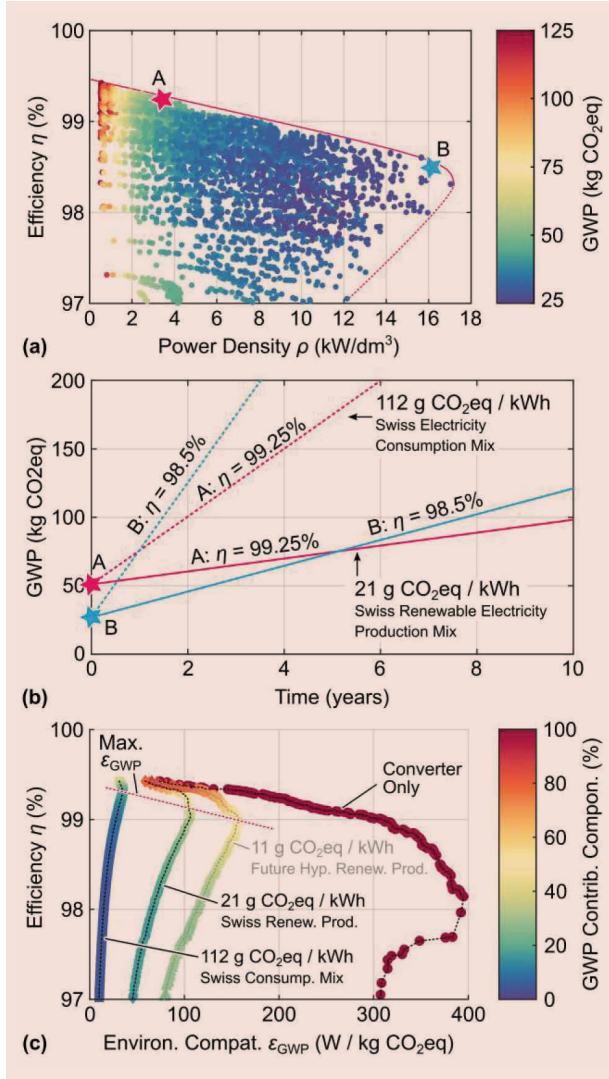 100
99
98
97
Efficiency η (%)
A
B
0 2 4 6 8 10 12 14 16 18
Power Density ρ (kW/dm³)
(a)
125
100
75
50
25
GWP (kg CO₂eq)
200
150
100
50
0
GWP (kg CO2eq)
B: η = 98.5%
A: η = 99.25%
112 g CO₂eq / kWh
Swiss Electricity
Consumption Mix
A
B
A: η = 99.25%
B: η = 98.5%
21 g CO₂eq / kWh
Swiss Renewable Electricity
Production Mix
0 2 4 6 8 10
Time (years)
(b)
100
99
98
97
Efficiency η (%)
Max.
εGWP
Converter
Only
11 g CO₂eq / kWh
Future Hyp. Renew. Prod.
21 g CO₂eq / kWh
Swiss Renew. Prod.
112 g CO₂eq / kWh
Swiss Consump. Mix
0 100 200 300 400
Environ. Compat. εGWP (W / kg CO₂eq)
(c)
100
80
60
40
20
0
GWP Contrib. Compon. (%)